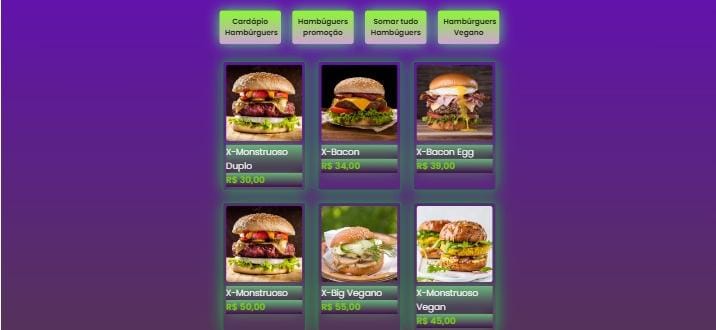 Cardápio
Hambúrguers
Hambúguers
promoção
Somar tudo
Hambúguers
Hambúrguers
Vegano
X-Monstruoso
Duplo
R$ 30,00
X-Bacon
R$ 34,00
X-Bacon Egg
R$ 39,00
X-Monstruoso
R$ 50,00
X-Big Vegano
R$ 55,00
X-Monstruoso
Vegan
R$ 45,00